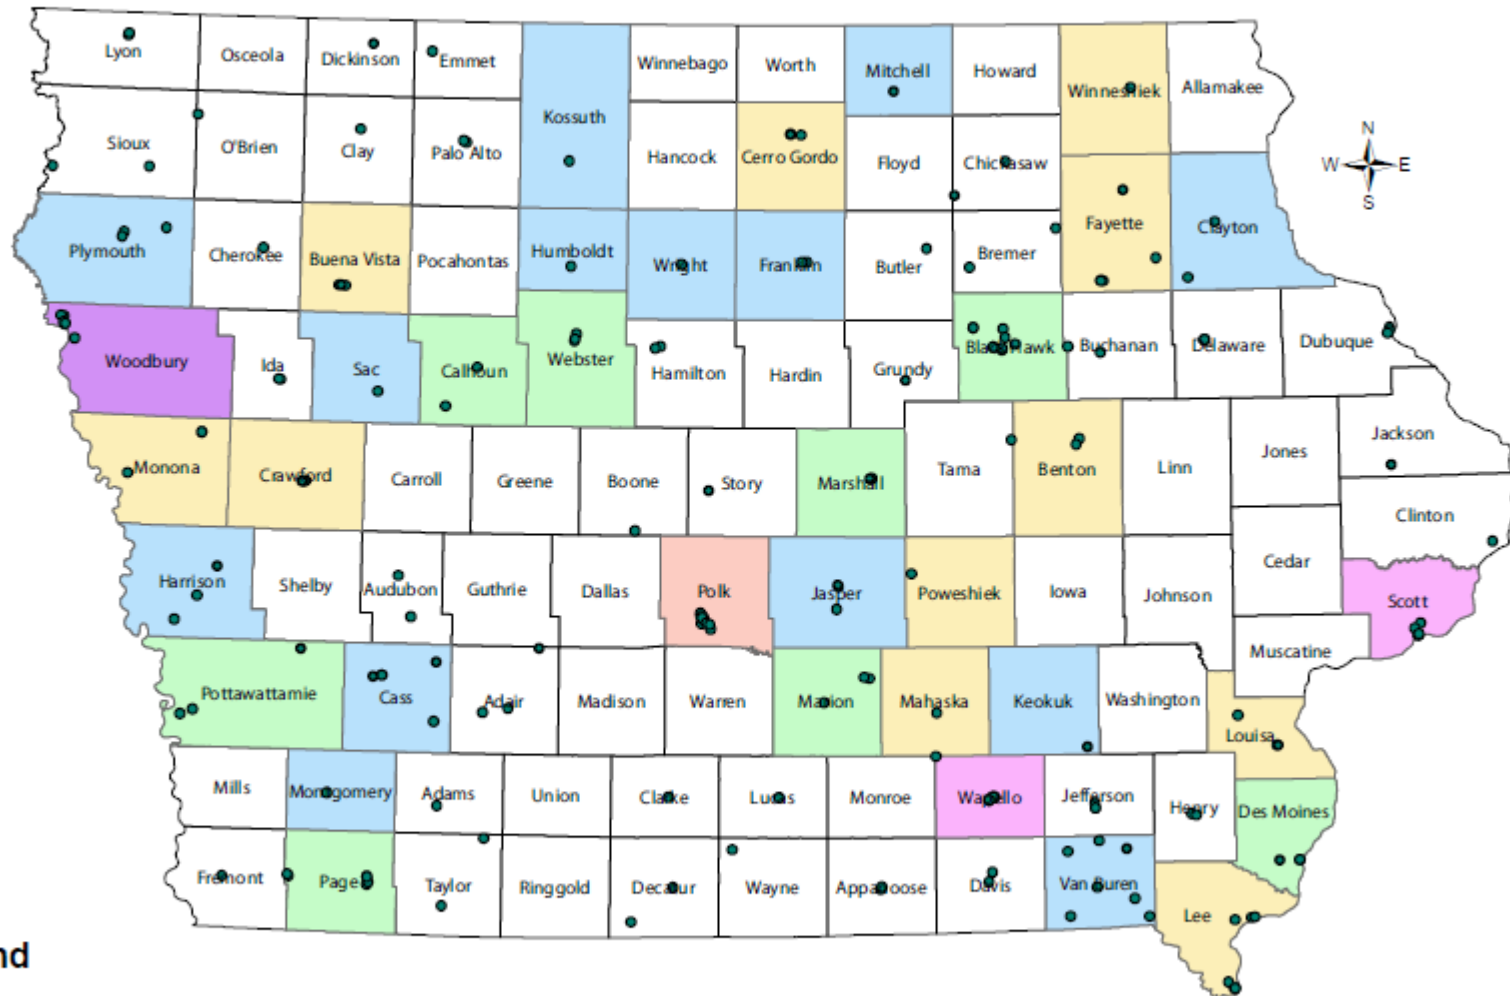 Lyon
Osceola
Dickinson
Emmet
Winnebago
Worth
Mitchell
Howard
Winneshiek
Allamakee
Kossuth
N
W E
S
Sioux
O'Brien
Clay
Palo Alto
Hancock
Cerro Gordo
Floyd
Chickasaw
Fayette
Clayton
Plymouth
Cherokee
Buena Vista
Pocahontas
Humboldt
Wright
Franklin
Butler
Bremer
Woodbury
Ida
Sac
Calhoun
Webster
Hamilton
Hardin
Grundy
Black Hawk
Buchanan
Delaware
Dubuque
Monona
Crawford
Carroll
Greene
Boone
Story
Marshall
Tama
Benton
Linn
Jones
Jackson
Clinton
Cedar
Harrison
Shelby
Audubon
Guthrie
Dallas
Polk
Jasper
Poweshiek
Iowa
Johnson
Scott
Muscatine
Pottawattamie
Cass
Adair
Madison
Warren
Marion
Mahaska
Keokuk
Washington
Louisa
Mills
Montgomery
Adams
Union
Clarke
Lucas
Monroe
Wapello
Jefferson
Henry
Des Moines
Fremont
Page
Taylor
Ringgold
Decatur
Wayne
Appanoose
Davis
Van Buren
Lee
nd